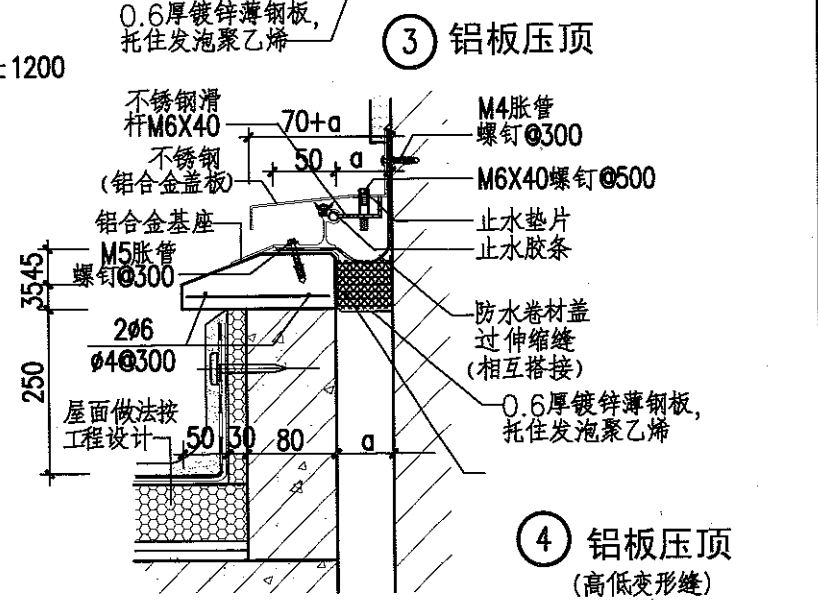 0.6厚镀锌薄钢板,
托住发泡聚乙烯
3 铝板压顶
±1200
不锈钢滑
杆M6X40
70+a
M4胀管
螺钉@300
不锈钢
(铝合金盖板)
50
a
M6X40螺钉@500
铝合金基座
止水垫片
止水胶条
M5胀管
螺钉@300
45
35
2ø6
ø4@300
防水卷材盖
过伸缩缝
(相互搭接)
250
0.6厚镀锌薄钢板,
托住发泡聚乙烯
屋面做法按
工程设计
50
30
80
a
4 铝板压顶
(高低变形缝)